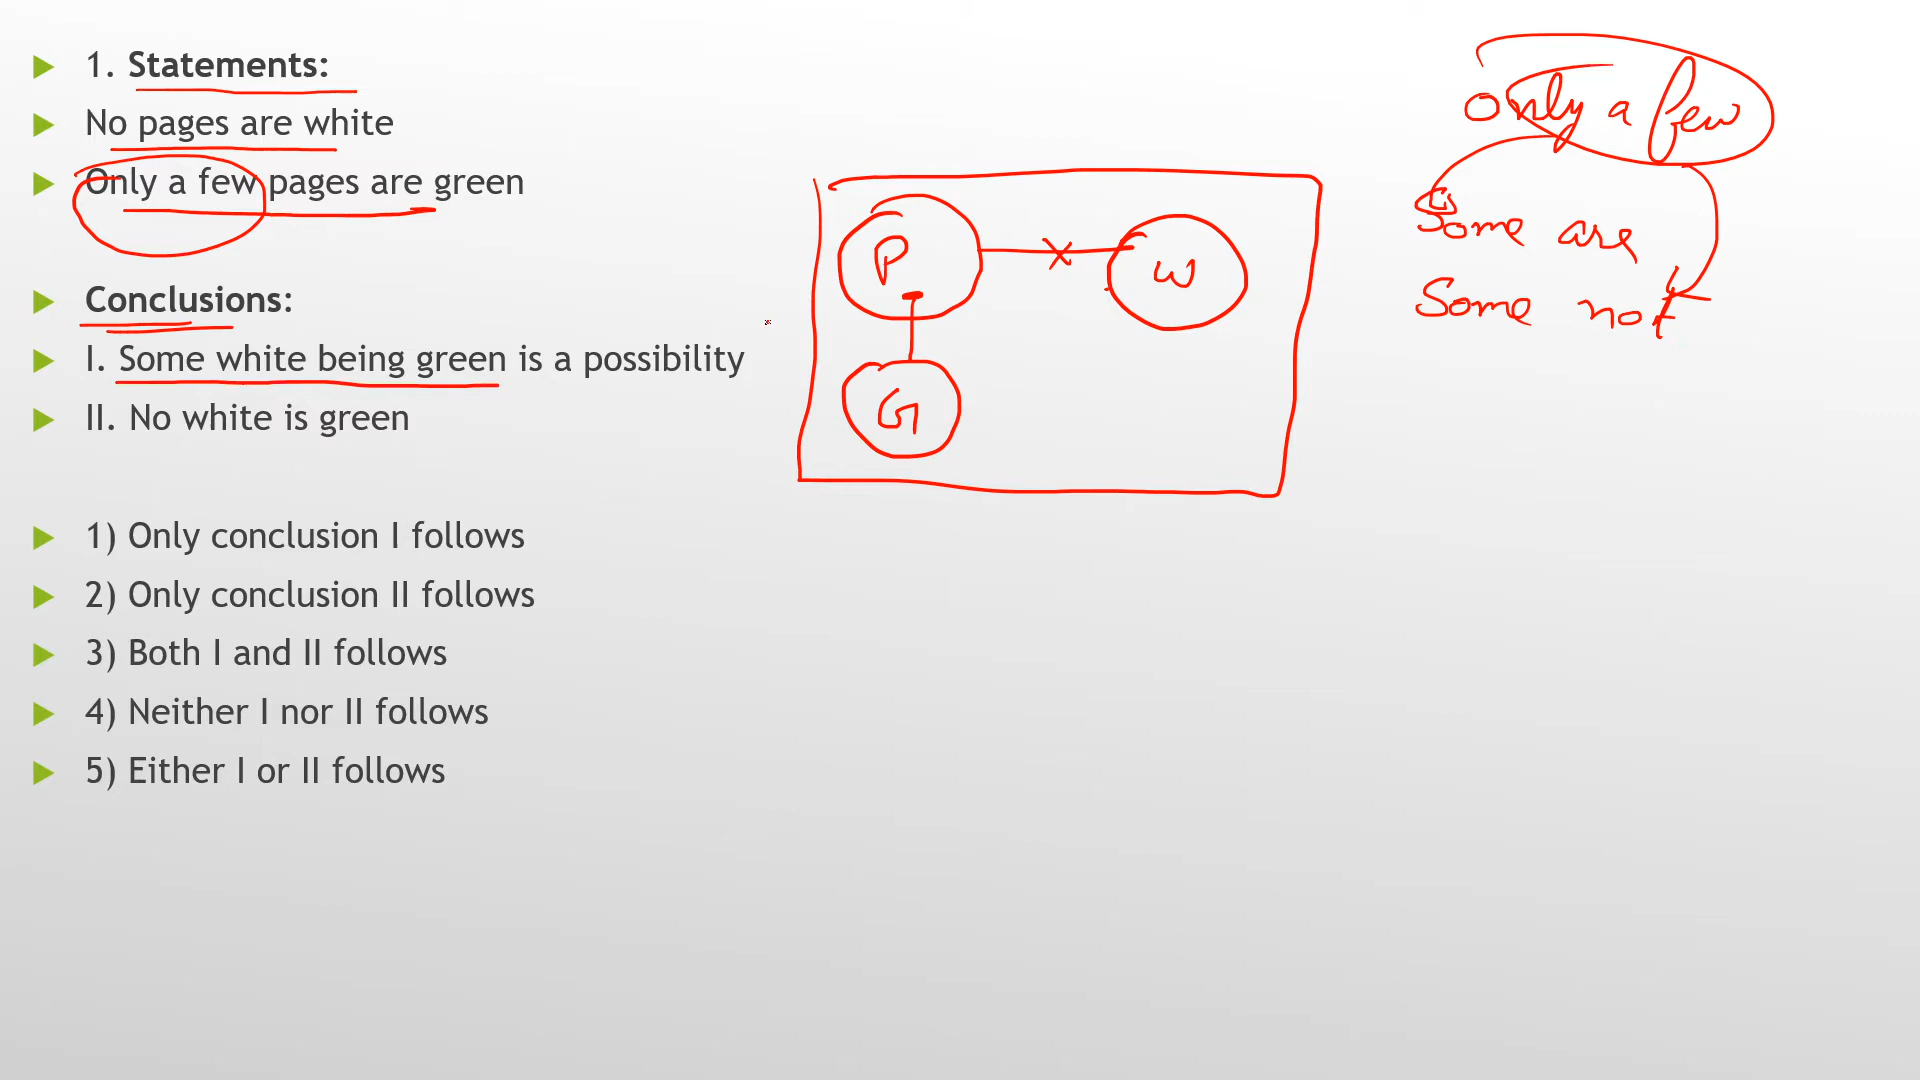 1. Statements:
No pages are white
Only a few pages are green
Conclusions:
I. Some white being green is a possibility
II. No white is green
1) Only conclusion I follows
2) Only conclusion II follows
3) Both I and II follows
4) Neither I nor II follows
5) Either I or II follows
P
W
G
only a few
Some are
Some not